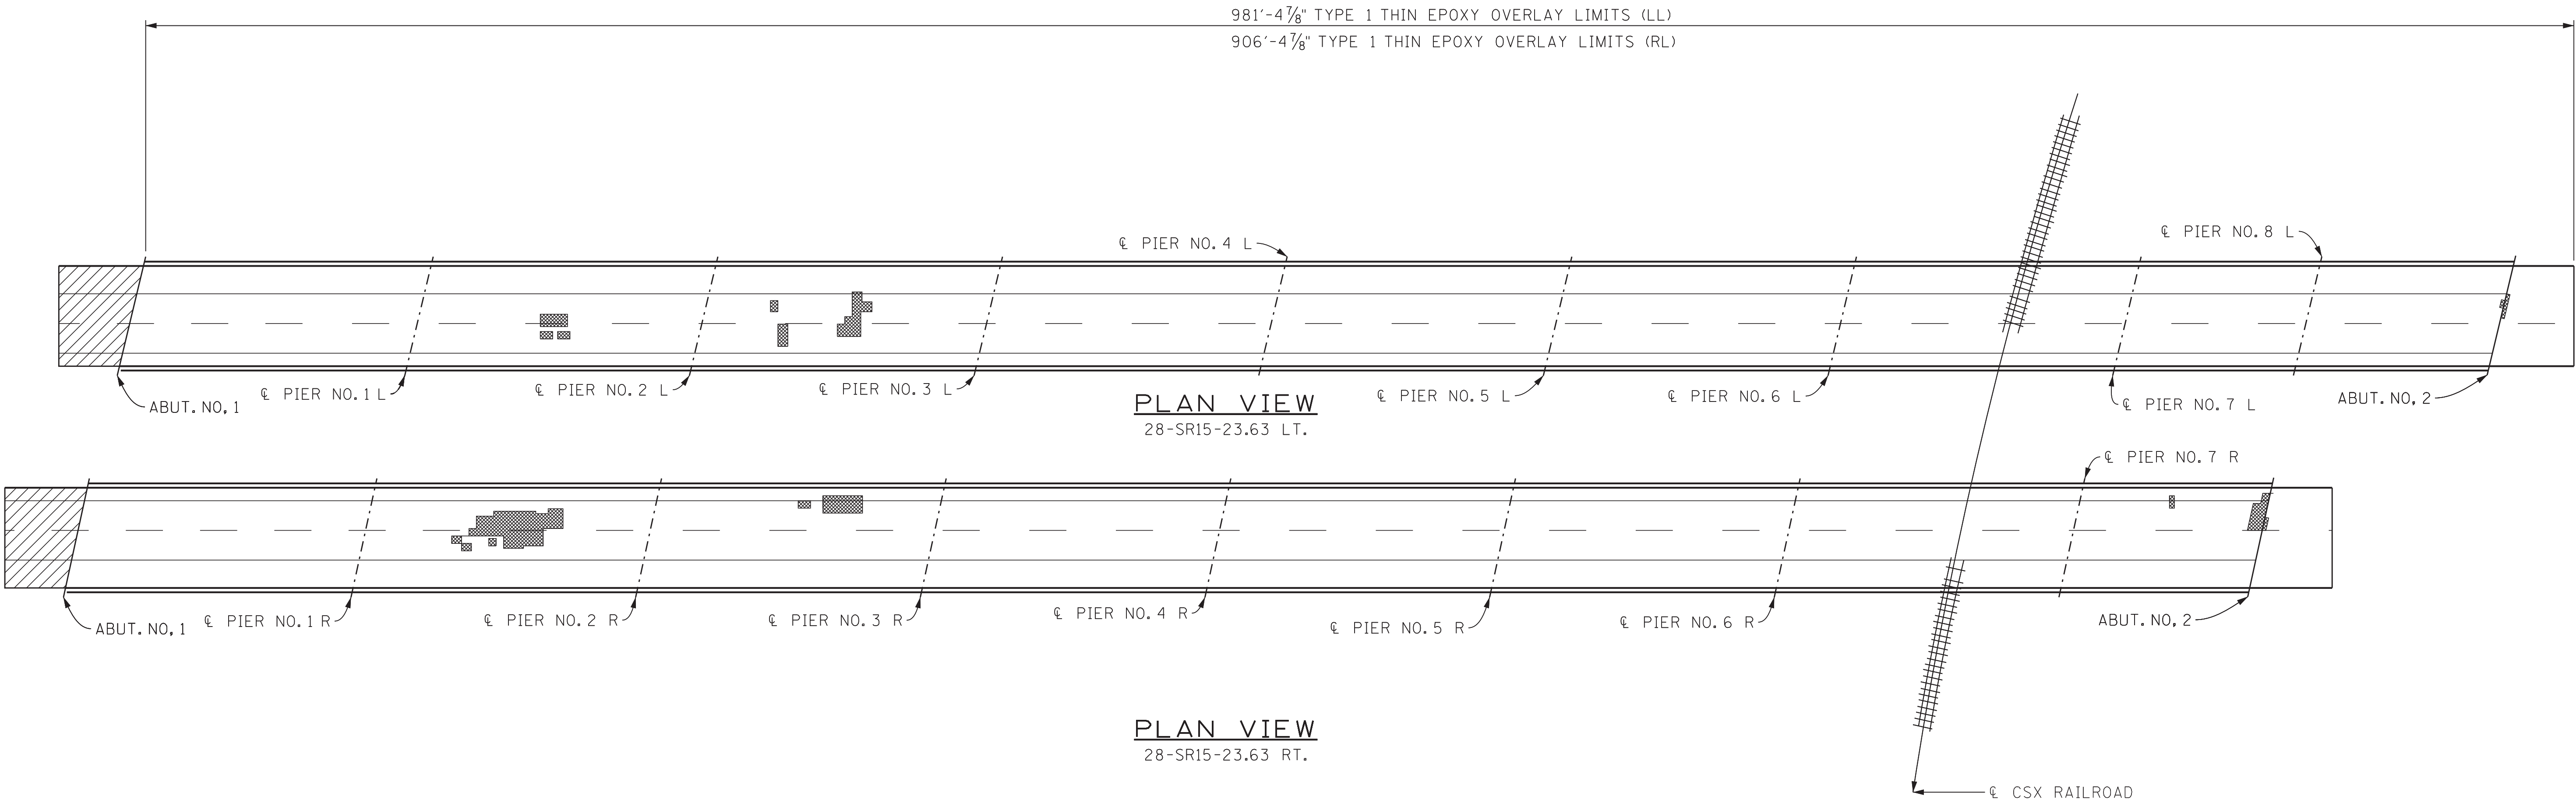 981'-4⅞" TYPE 1 THIN EPOXY OVERLAY LIMITS (LL)
906'-4⅞" TYPE 1 THIN EPOXY OVERLAY LIMITS (RL)
℄ PIER NO. 4 L
℄ PIER NO. 8 L
ABUT. NO. 1
℄ PIER NO. 1 L
℄ PIER NO. 2 L
℄ PIER NO. 3 L
℄ PIER NO. 5 L
℄ PIER NO. 6 L
℄ PIER NO. 7 L
ABUT. NO. 2
PLAN VIEW
28-SR15-23.63 LT.
℄ PIER NO. 7 R
ABUT. NO. 1
℄ PIER NO. 1 R
℄ PIER NO. 2 R
℄ PIER NO. 3 R
℄ PIER NO. 4 R
℄ PIER NO. 5 R
℄ PIER NO. 6 R
ABUT. NO. 2
PLAN VIEW
28-SR15-23.63 RT.
℄ CSX RAILROAD